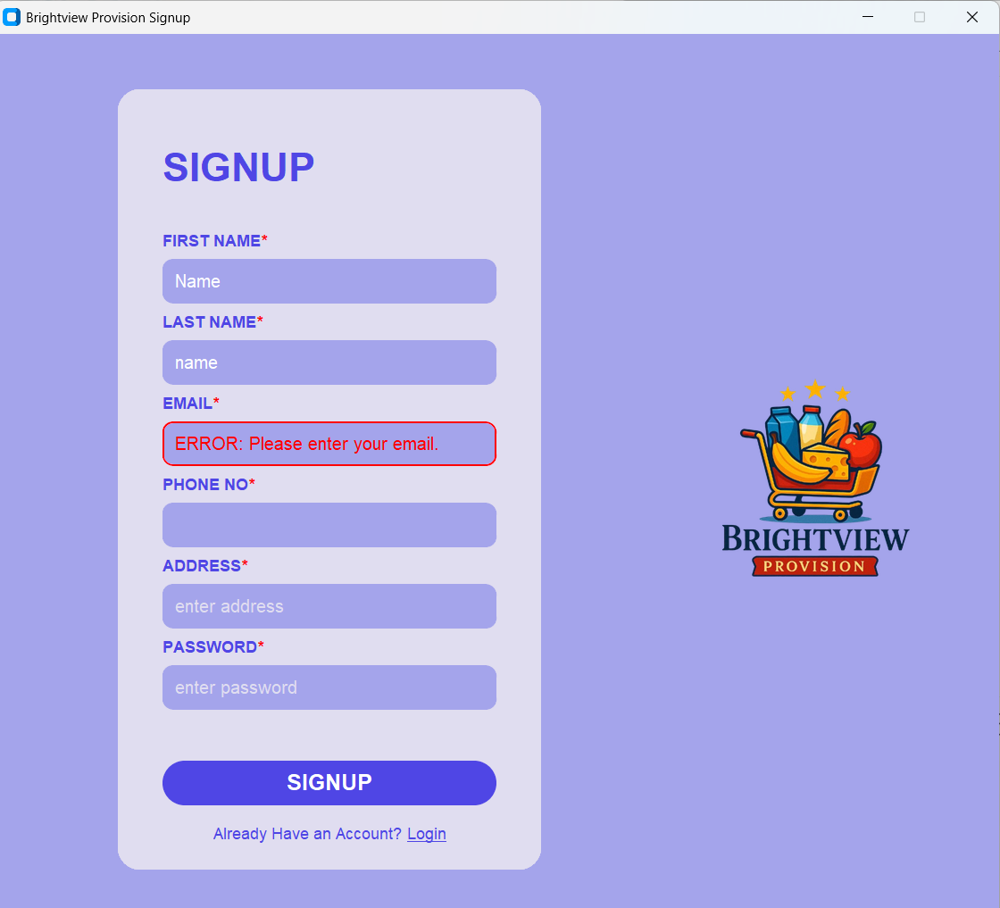 Brightview Provision Signup
SIGNUP
FIRST NAME*
Name
LAST NAME*
name
EMAIL*
ERROR: Please enter your email.
PHONE NO*
ADDRESS*
enter address
PASSWORD*
enter password
SIGNUP
Already Have an Account? Login
BRIGHTVIEW
PROVISION